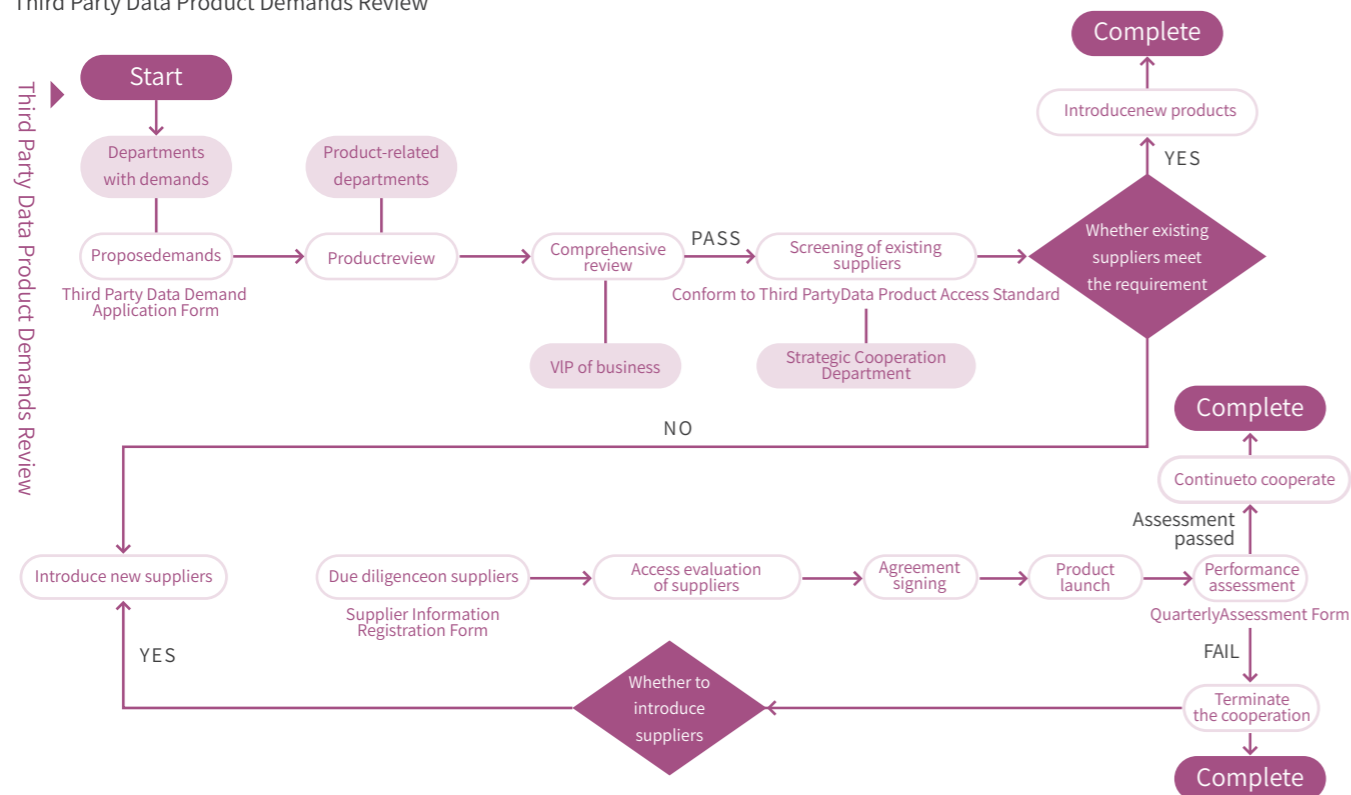 Third Party Data Product Demands Review
Third Party Data Product Demands Review
Start
Departments
with demands
Proposedemands
Third Party Data Demand
Application Form
Product-related
departments
Productreview
Comprehensive
review
VIP of business
PASS
Screening of existing
suppliers
Conform to Third PartyData Product Access Standard
Strategic Cooperation
Department
Whether existing
suppliers meet
the requirement
YES
Introducenew products
Complete
NO
Introduce new suppliers
Due diligenceon suppliers
Supplier Information
Registration Form
Access evaluation
of suppliers
Agreement
signing
Product
launch
Performance
assessment
QuarterlyAssessment Form
Assessment
passed
Continueto cooperate
Complete
FAIL
Terminate
the cooperation
Complete
Whether to
introduce
suppliers
YES